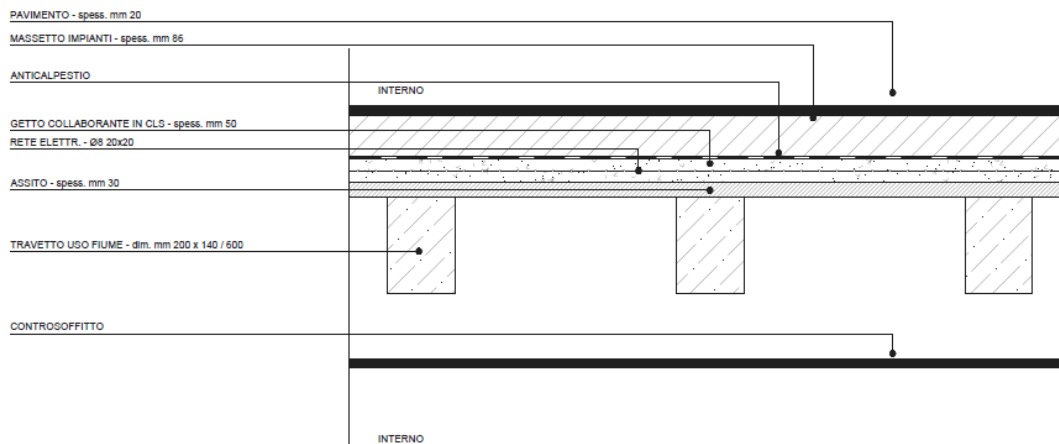 PAVIMENTO - spess. mm 20
MASSETTO IMPIANTI - spess. mm 86
ANTICALPESTIO
INTERNO
GETTO COLLABORANTE IN CLS - spess. mm 50
RETE ELETTR. - Ø8 20x20
ASSITO - spess. mm 30
TRAVETTO USO FIUME - dim. mm 200 x 140 / 600
CONTROSOFFITTO
INTERNO